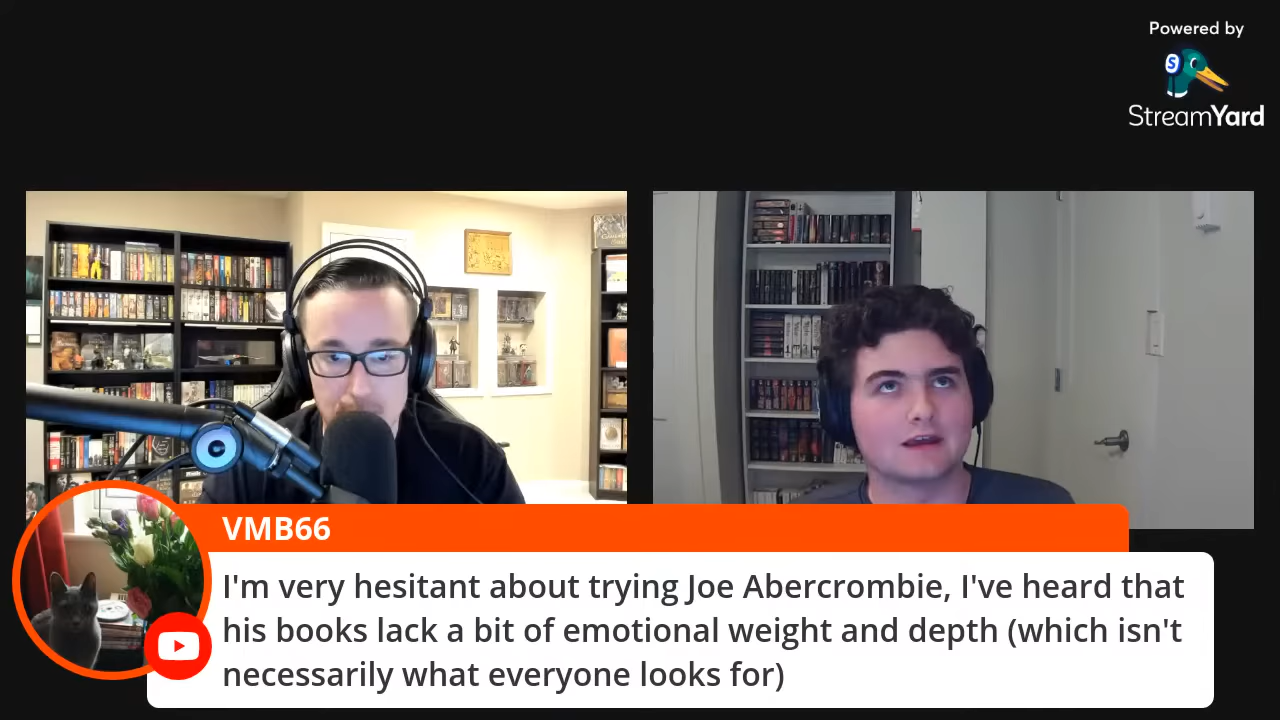 Powered by
S
StreamYard
VMB66
I'm very hesitant about trying Joe Abercrombie, I've heard that
his books lack a bit of emotional weight and depth (which isn't
necessarily what everyone looks for)